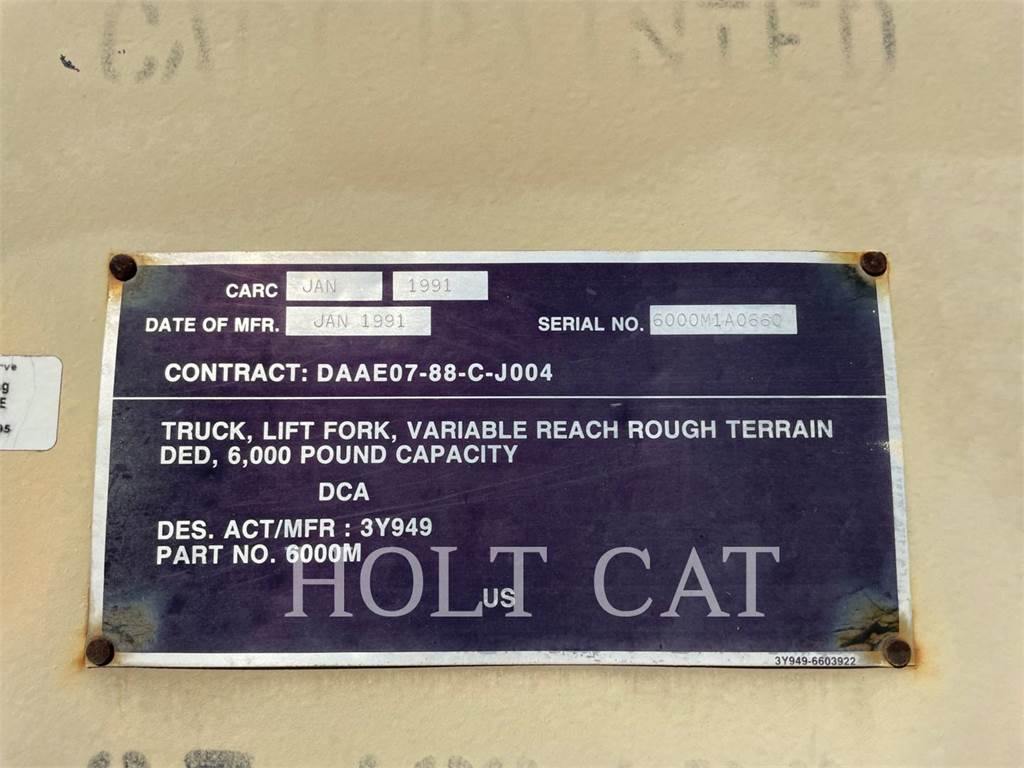 CARC JAN 1991
DATE OF MFR. JAN 1991 SERIAL NO. 6000M1A066Q
CONTRACT: DAAE07-88-C-J004
TRUCK, LIFT FORK, VARIABLE REACH ROUGH TERRAIN
DED, 6,000 POUND CAPACITY
DCA
DES. ACT/MFR : 3Y949
PART NO. 6000M
HOLT CAT
US
3Y949-6603922